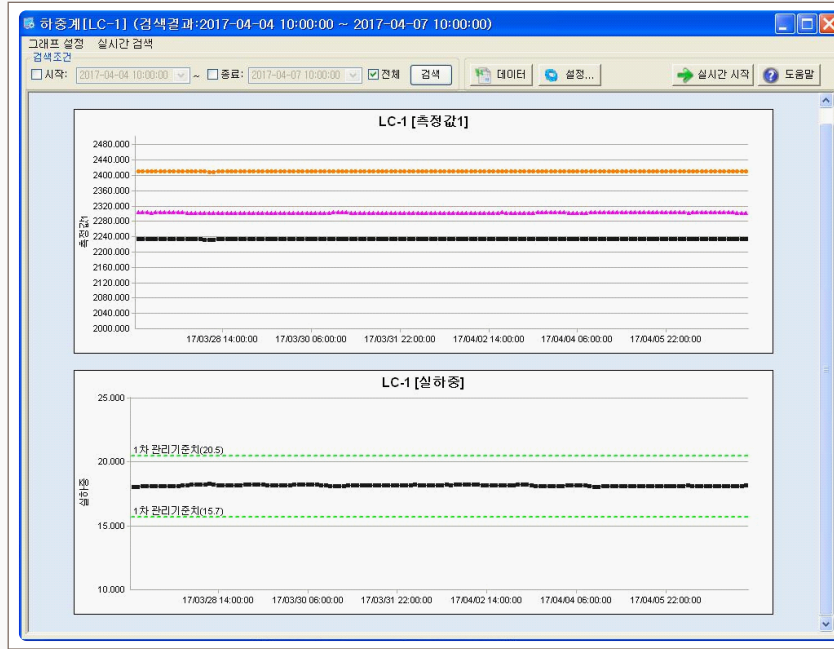 하중계[LC-1] (검색결과:2017-04-04 10:00:00 ~ 2017-04-07 10:00:00)
그래프 설정 실시간 검색
검색조건
시작: 2017-04-04 10:00:00 ~ 종료: 2017-04-07 10:00:00 전체 검색 데이터 설정... 실시간 시작 도움말
LC-1 [측정값1]
2480.000
2440.000
2400.000
2360.000
2320.000
2280.000
2240.000
2200.000
2160.000
2120.000
2080.000
2040.000
2000.000
측정값1
17/03/28 14:00:00 17/03/30 06:00:00 17/03/31 22:00:00 17/04/02 14:00:00 17/04/04 06:00:00 17/04/05 22:00:00
LC-1 [실하중]
25.000
1차 관리기준치(20.5)
20.000
실하중
1차 관리기준치(15.7)
15.000
10.000
17/03/28 14:00:00 17/03/30 06:00:00 17/03/31 22:00:00 17/04/02 14:00:00 17/04/04 06:00:00 17/04/05 22:00:00